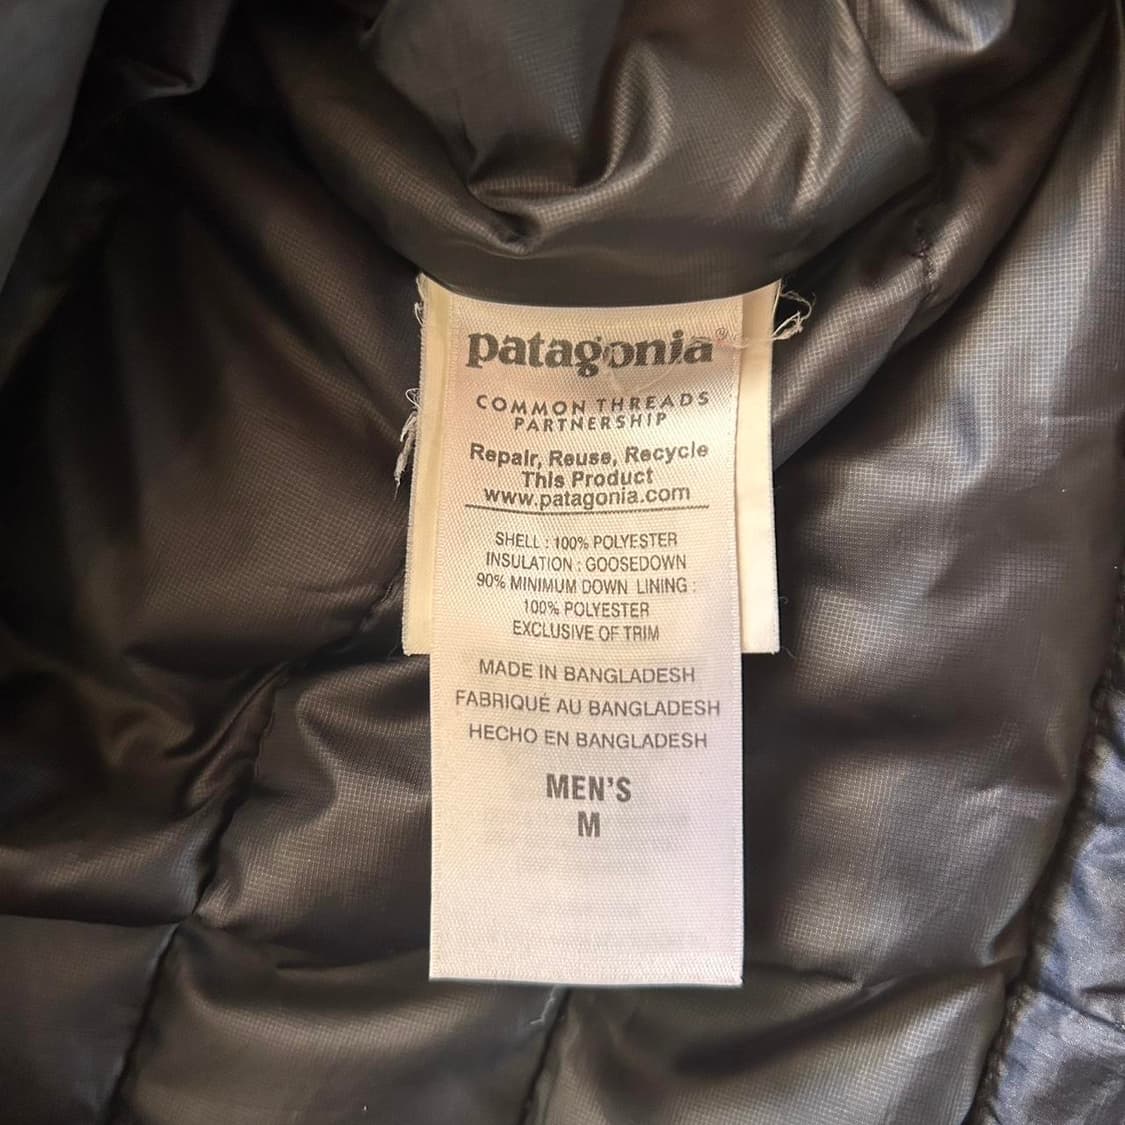 patagonia®
COMMON THREADS
PARTNERSHIP
Repair, Reuse, Recycle
This Product
www.patagonia.com
SHELL : 100% POLYESTER
INSULATION : GOOSEDOWN
90% MINIMUM DOWN LINING :
100% POLYESTER
EXCLUSIVE OF TRIM
MADE IN BANGLADESH
FABRIQUÉ AU BANGLADESH
HECHO EN BANGLADESH
MEN'S
M